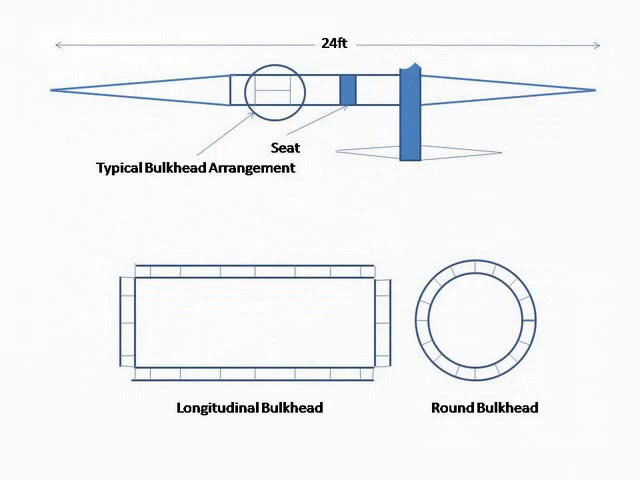 24ft
Seat
Typical Bulkhead Arrangement
Longitudinal Bulkhead
Round Bulkhead